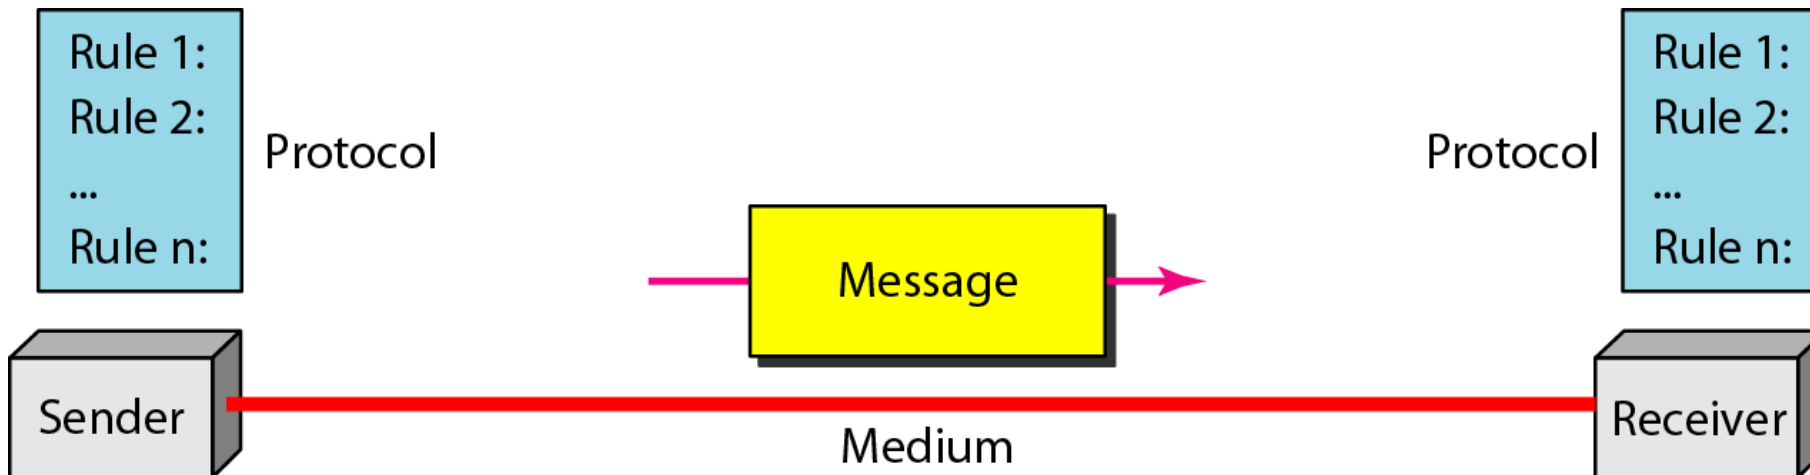 Rule 1:
Rule 2:
...
Rule n:
Protocol
Message
Protocol
Rule 1:
Rule 2:
...
Rule n:
Sender
Medium
Receiver